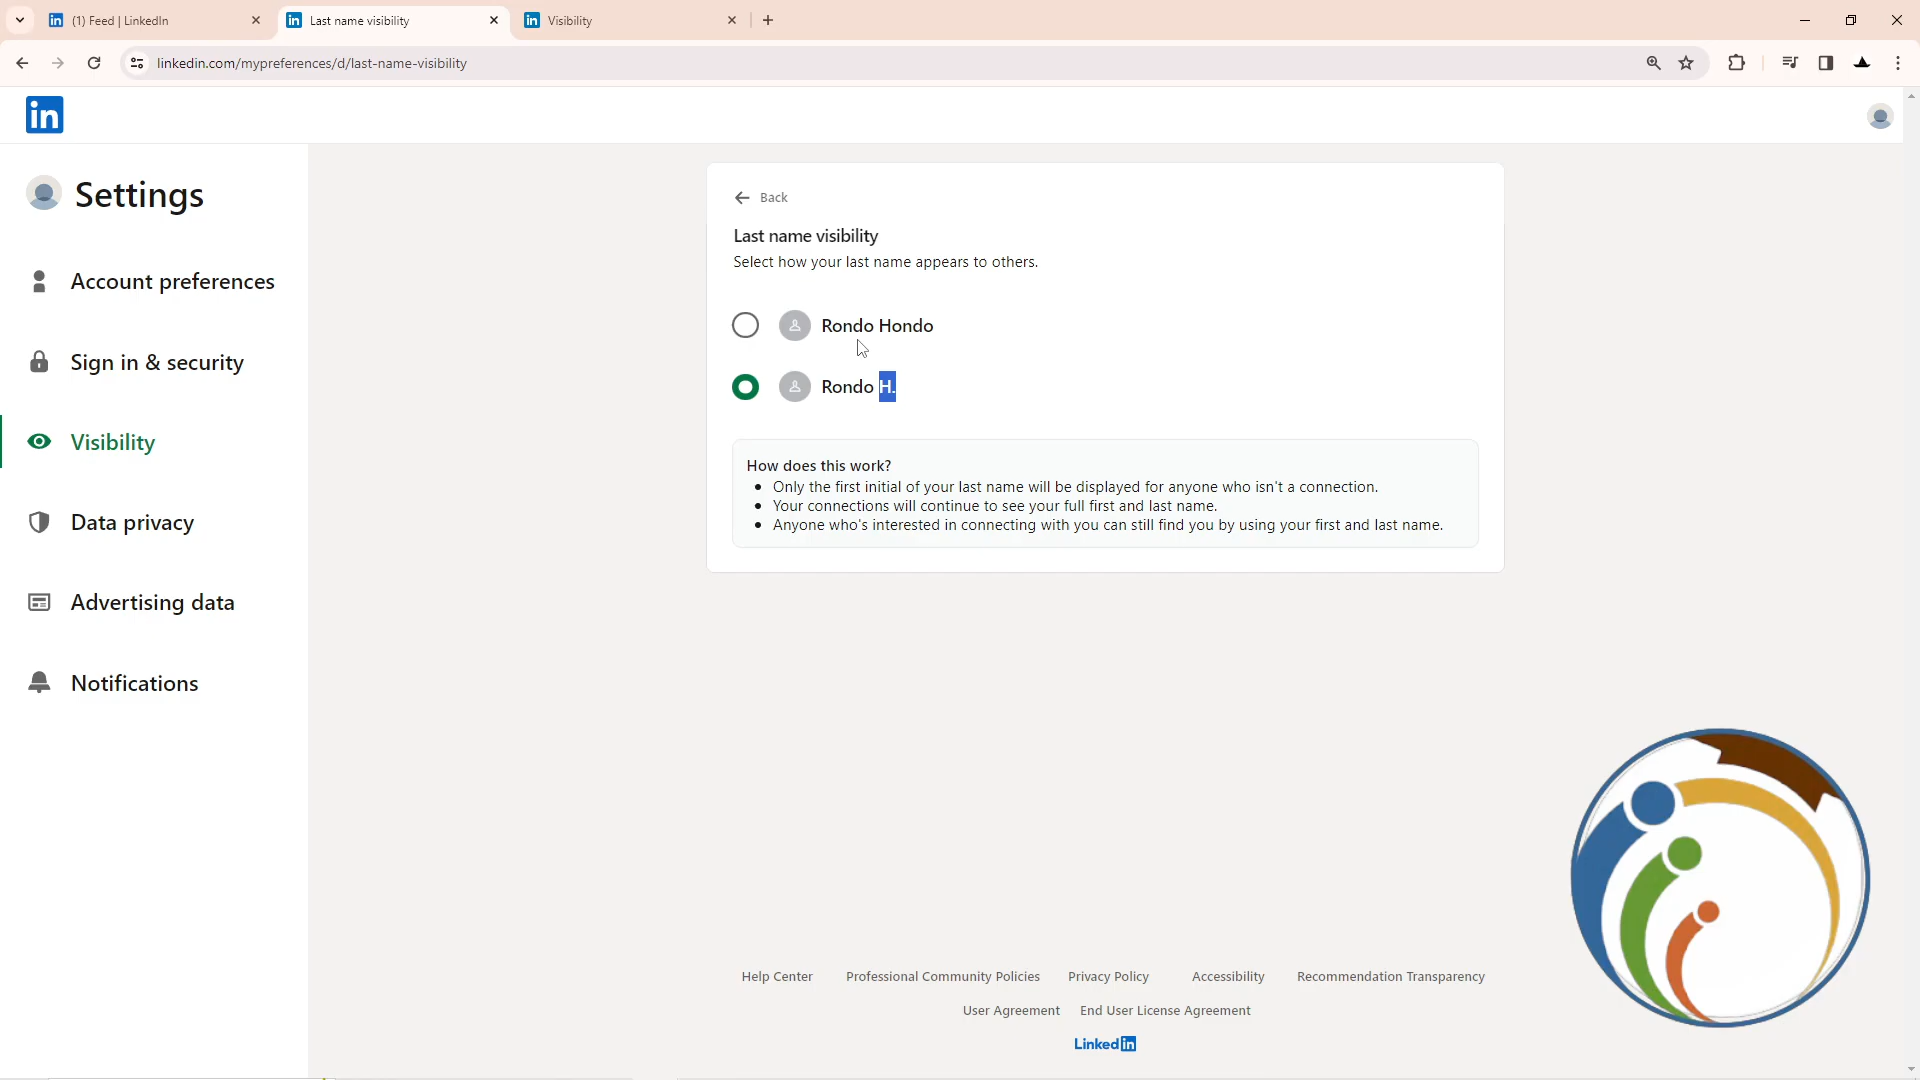 (1) Feed | LinkedIn
Last name visibility
Visibility
linkedin.com/mypreferences/d/last-name-visibility
in
Settings
Account preferences
Sign in & security
Visibility
Data privacy
Advertising data
Notifications
Back
Last name visibility
Select how your last name appears to others.
Rondo Hondo
Rondo H.
How does this work?
• Only the first initial of your last name will be displayed for anyone who isn't a connection.
• Your connections will continue to see your full first and last name.
• Anyone who's interested in connecting with you can still find you by using your first and last name.
Help Center Professional Community Policies Privacy Policy Accessibility Recommendation Transparency
User Agreement End User License Agreement
LinkedIn